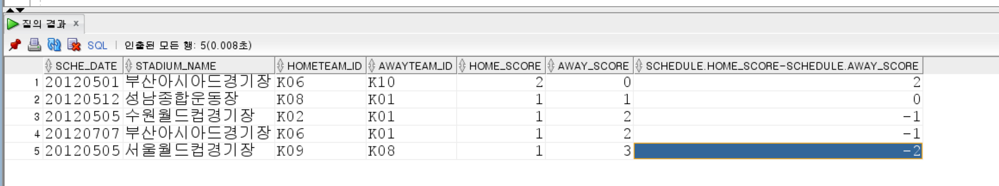 질의 결과 x
SQL | 인출된 모든 행: 5(0.008초)
SCHE_DATE STADIUM_NAME HOMETEAM_ID AWAYTEAM_ID HOME_SCORE AWAY_SCORE SCHEDULE.HOME_SCORE-SCHEDULE.AWAY_SCORE
1 20120501 부산아시아드경기장 K06 K10 2 0 2
2 20120512 성남종합운동장 K08 K01 1 1 0
3 20120505 수원월드컵경기장 K02 K01 1 2 -1
4 20120707 부산아시아드경기장 K06 K01 1 2 -1
5 20120505 서울월드컵경기장 K09 K08 1 3 -2